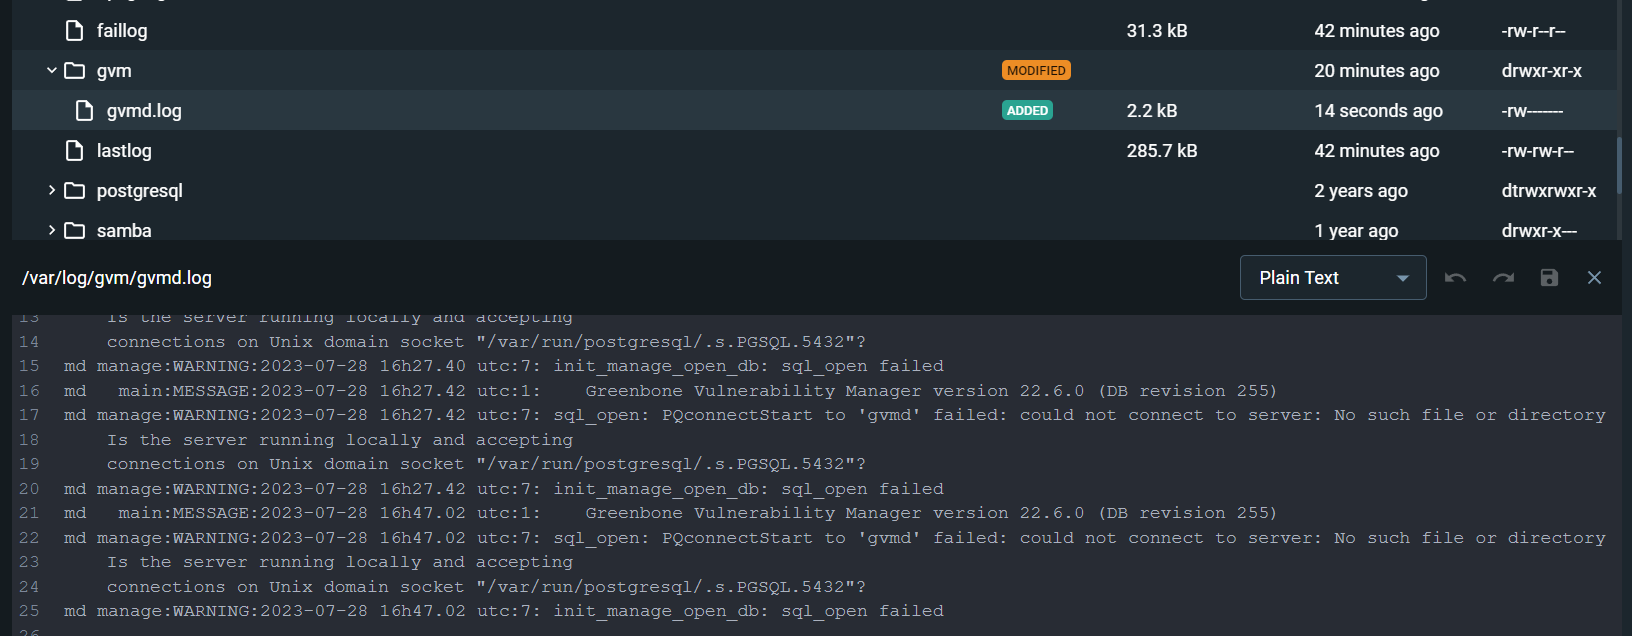 faillog 31.3 kB 42 minutes ago -rw-r--r--
gvm MODIFIED 20 minutes ago drwxr-xr-x
gvmd.log ADDED 2.2 kB 14 seconds ago -rw-------
lastlog 285.7 kB 42 minutes ago -rw-rw-r--
postgresql 2 years ago dtrwxrwxr-x
samba 1 year ago drwxr-x---
/var/log/gvm/gvmd.log Plain Text
13 Is the server running locally and accepting
14 connections on Unix domain socket "/var/run/postgresql/.s.PGSQL.5432"?
15 md manage:WARNING:2023-07-28 16h27.40 utc:7: init_manage_open_db: sql_open failed
16 md main:MESSAGE:2023-07-28 16h27.42 utc:1: Greenbone Vulnerability Manager version 22.6.0 (DB revision 255)
17 md manage:WARNING:2023-07-28 16h27.42 utc:7: sql_open: PQconnectStart to 'gvmd' failed: could not connect to server: No such file or directory
18 Is the server running locally and accepting
19 connections on Unix domain socket "/var/run/postgresql/.s.PGSQL.5432"?
20 md manage:WARNING:2023-07-28 16h27.42 utc:7: init_manage_open_db: sql_open failed
21 md main:MESSAGE:2023-07-28 16h47.02 utc:1: Greenbone Vulnerability Manager version 22.6.0 (DB revision 255)
22 md manage:WARNING:2023-07-28 16h47.02 utc:7: sql_open: PQconnectStart to 'gvmd' failed: could not connect to server: No such file or directory
23 Is the server running locally and accepting
24 connections on Unix domain socket "/var/run/postgresql/.s.PGSQL.5432"?
25 md manage:WARNING:2023-07-28 16h47.02 utc:7: init_manage_open_db: sql_open failed
26